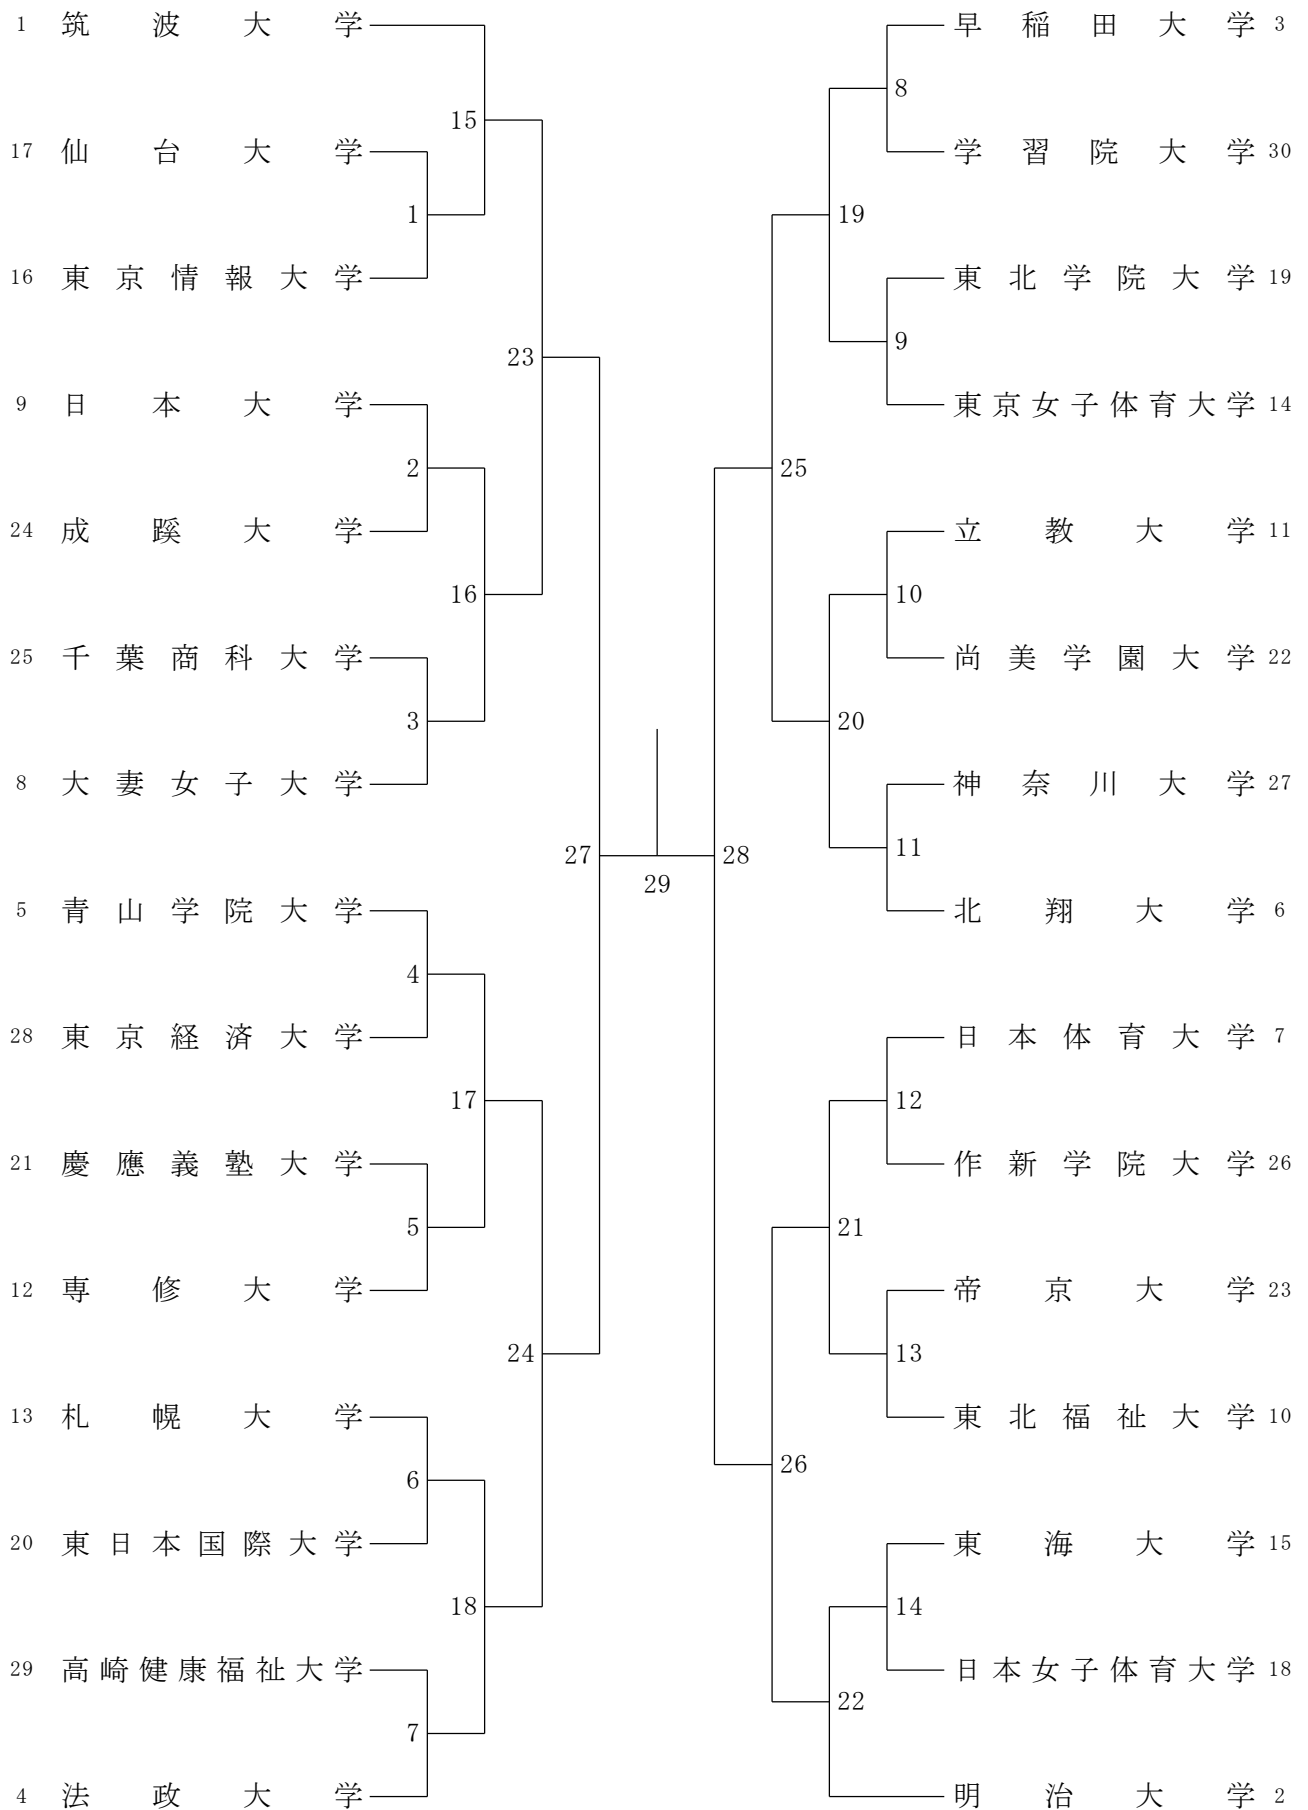 1 筑波大学
17 仙台大学
16 東京情報大学
9 日本大学
24 成蹊大学
25 千葉商科大学
8 大妻女子大学
5 青山学院大学
28 東京経済大学
21 慶應義塾大学
12 専修大学
13 札幌大学
20 東日本国際大学
29 高崎健康福祉大学
4 法政大学
1
2
3
4
5
6
7
15
16
17
18
23
24
27
29
28
25
26
19
20
21
22
8
9
10
11
12
13
14
早稲田大学 3
学習院大学 30
東北学院大学 19
東京女子体育大学 14
立教大学 11
尚美学園大学 22
神奈川大学 27
北翔大学 6
日本体育大学 7
作新学院大学 26
帝京大学 23
東北福祉大学 10
東海大学 15
日本女子体育大学 18
明治大学 2